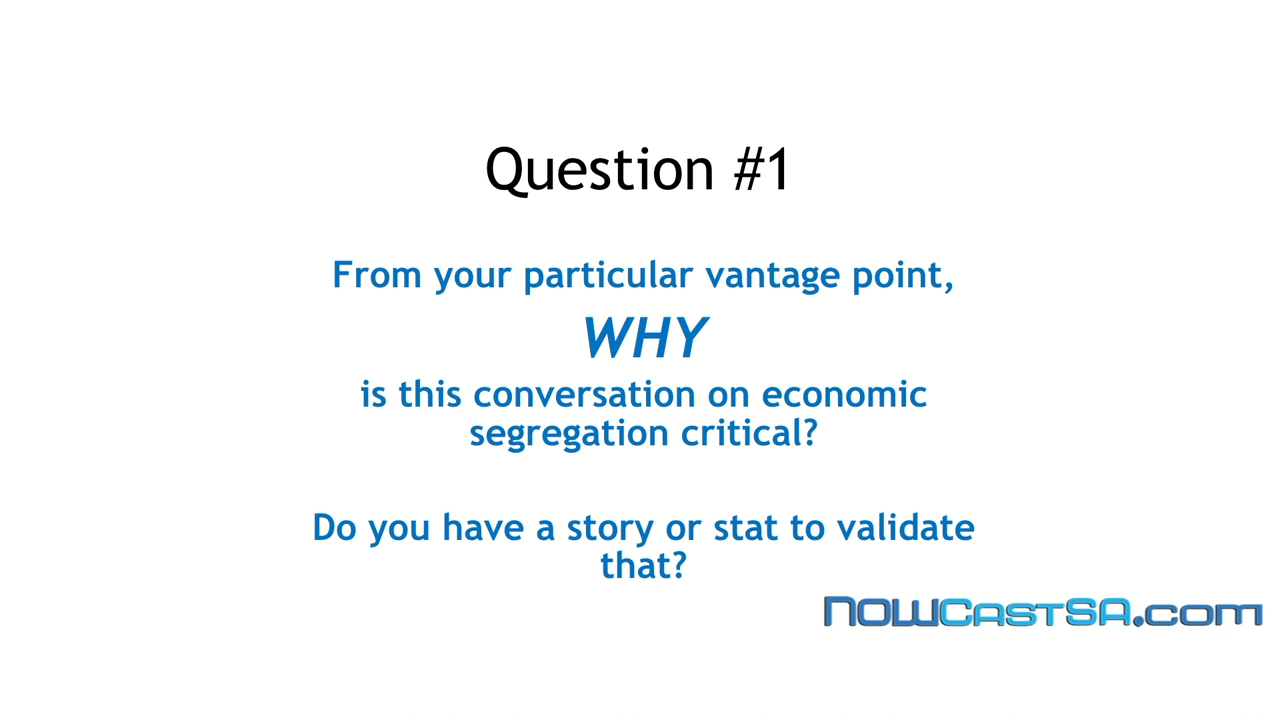 Question #1
From your particular vantage point,
WHY
is this conversation on economic
segregation critical?
Do you have a story or stat to validate
that?
NOWCASTSA.com